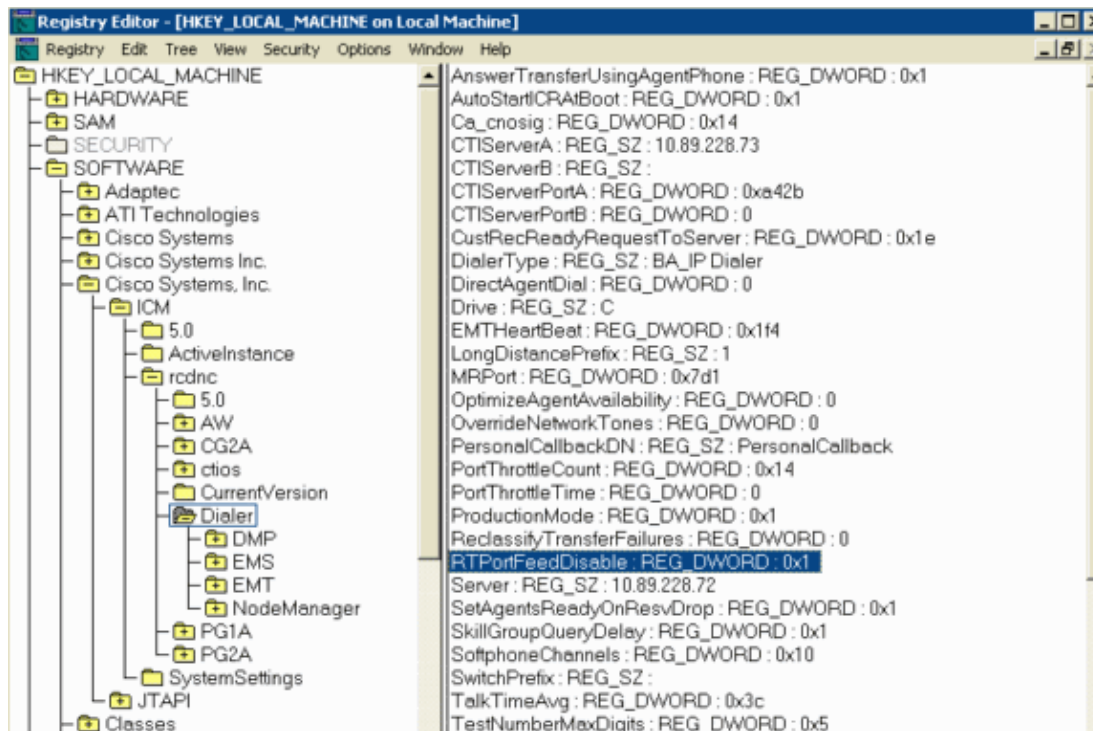 Registry Editor - [HKEY_LOCAL_MACHINE on Local Machine]
Registry Edit Tree View Security Options Window Help
HKEY_LOCAL_MACHINE
HARDWARE
SAM
SECURITY
SOFTWARE
Adaptec
ATI Technologies
Cisco Systems
Cisco Systems Inc.
Cisco Systems, Inc.
ICM
5.0
ActiveInstance
rcdnc
5.0
AW
CG2A
ctios
CurrentVersion
Dialer
DMP
EMS
EMT
NodeManager
PG1A
PG2A
SystemSettings
JTAPI
Classes
AnswerTransferUsingAgentPhone : REG_DWORD : 0x1
AutoStartICRAtBoot : REG_DWORD : 0x1
Ca_cnosig : REG_DWORD : 0x14
CTIServerA : REG_SZ : 10.89.228.73
CTIServerB : REG_SZ :
CTIServerPortA : REG_DWORD : 0xa42b
CTIServerPortB : REG_DWORD : 0
CustRecReadyRequestToServer : REG_DWORD : 0x1e
DialerType : REG_SZ : BA_IP Dialer
DirectAgentDial : REG_DWORD : 0
Drive : REG_SZ : C
EMTHeartBeat : REG_DWORD : 0x1f4
LongDistancePrefix : REG_SZ : 1
MRPort : REG_DWORD : 0x7d1
OptimizeAgentAvailability : REG_DWORD : 0
OverrideNetworkTones : REG_DWORD : 0
PersonalCallbackDN : REG_SZ : PersonalCallback
PortThrottleCount : REG_DWORD : 0x14
PortThrottleTime : REG_DWORD : 0
ProductionMode : REG_DWORD : 0x1
ReclassifyTransferFailures : REG_DWORD : 0
RTPortFeedDisable : REG_DWORD : 0x1
Server : REG_SZ : 10.89.228.72
SetAgentsReadyOnResvDrop : REG_DWORD : 0x1
SkillGroupQueryDelay : REG_DWORD : 0x1
SoftphoneChannels : REG_DWORD : 0x10
SwitchPrefix : REG_SZ :
TalkTimeAvg : REG_DWORD : 0x3c
TestNumberMaxDigits : REG_DWORD : 0x5